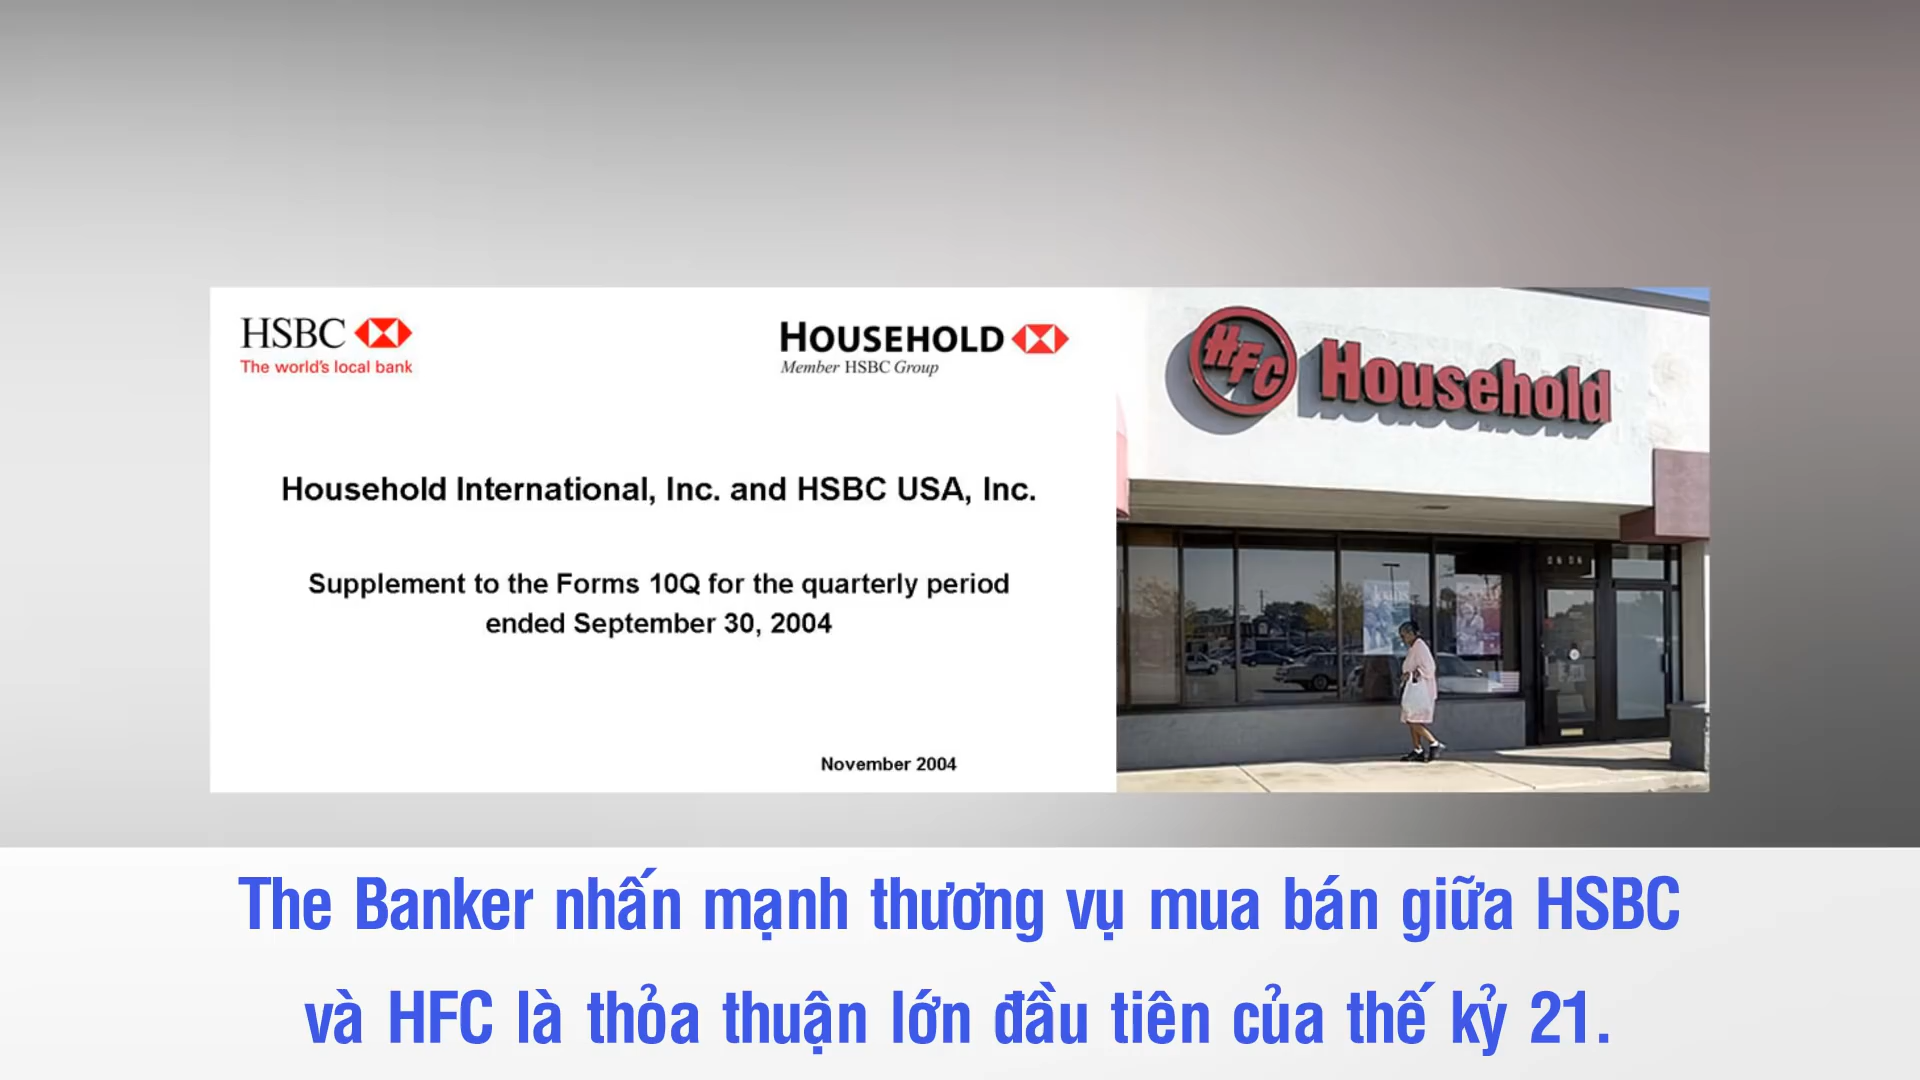 HSBC
The world's local bank
HOUSEHOLD
Member HSBC Group
Household International, Inc. and HSBC USA, Inc.
Supplement to the Forms 10Q for the quarterly period
ended September 30, 2004
November 2004
HFC Household
The Banker nhấn mạnh thương vụ mua bán giữa HSBC
và HFC là thỏa thuận lớn đầu tiên của thế kỷ 21.